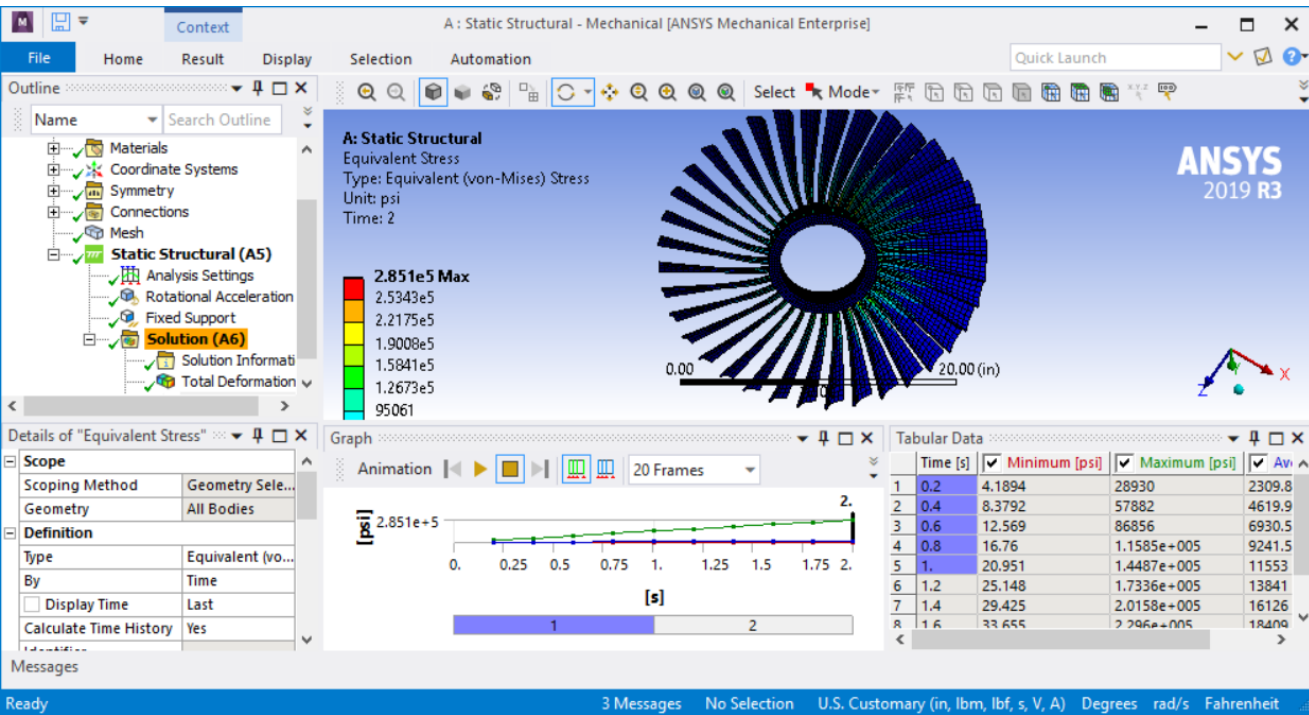 M
Context
A : Static Structural - Mechanical [ANSYS Mechanical Enterprise]
File Home Result Display Selection Automation
Quick Launch
Outline
Name Search Outline
Select Mode
Materials
Coordinate Systems
Symmetry
Connections
Mesh
Static Structural (A5)
Analysis Settings
Rotational Acceleration
Fixed Support
Solution (A6)
Solution Informati
Total Deformation
A: Static Structural
Equivalent Stress
Type: Equivalent (von-Mises) Stress
Unit: psi
Time: 2
2.851e5 Max
2.5343e5
2.2175e5
1.9008e5
1.5841e5
1.2673e5
95061
ANSYS
2019 R3
0.00 20.00 (in)
Y
X
Z
Details of "Equivalent Stress"
Scope
Scoping Method Geometry Sele...
Geometry All Bodies
Definition
Type Equivalent (vo...
By Time
Display Time Last
Calculate Time History Yes
Graph
Animation 20 Frames
2.
[psi] 2.851e+5
0. 0.25 0.5 0.75 1. 1.25 1.5 1.75 2.
[s]
1 2
Tabular Data
Time [s] Minimum [psi] Maximum [psi]
1 0.2 4.1894 28930 2309.8
2 0.4 8.3792 57882 4619.9
3 0.6 12.569 86856 6930.5
4 0.8 16.76 1.1585e+005 9241.5
5 1. 20.951 1.4487e+005 11553
6 1.2 25.148 1.7336e+005 13841
7 1.4 29.425 2.0158e+005 16126
8 1.6 33.655 2.296e+005 18409
Messages
Ready 3 Messages No Selection U.S. Customary (in, lbm, lbf, s, V, A) Degrees rad/s Fahrenheit